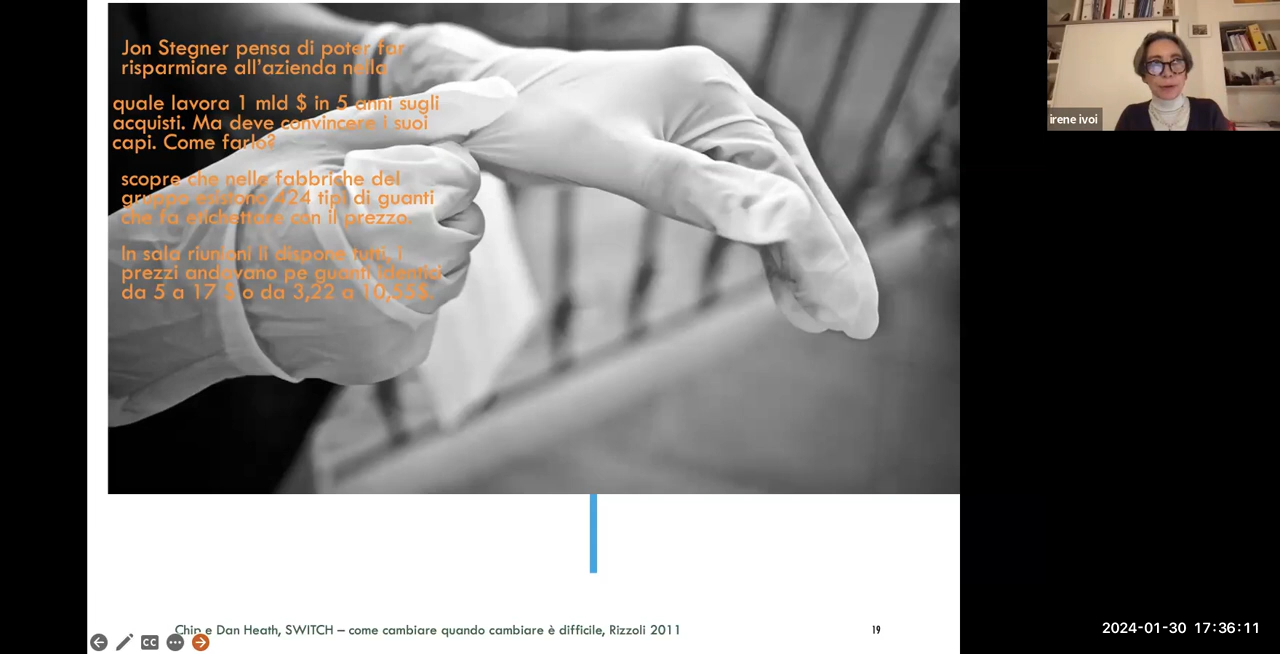 Jon Stegner pensa di poter far
risparmiare all'azienda nella
quale lavora 1 mld $ in 5 anni sugli
acquisti. Ma deve convincere i suoi
capi. Come farlo?
scopre che nelle fabbriche del
gruppo esistono 424 tipi di guanti
che fa etichettare con il prezzo.
In sala riunioni li dispone tutti, i
prezzi andavano pe guanti identici
da 5 a 17 $ o da 3,22 a 10,55$.
irene ivoi
Chip e Dan Heath, SWITCH – come cambiare quando cambiare è difficile, Rizzoli 2011
19
CC
2024-01-30 17:36:11